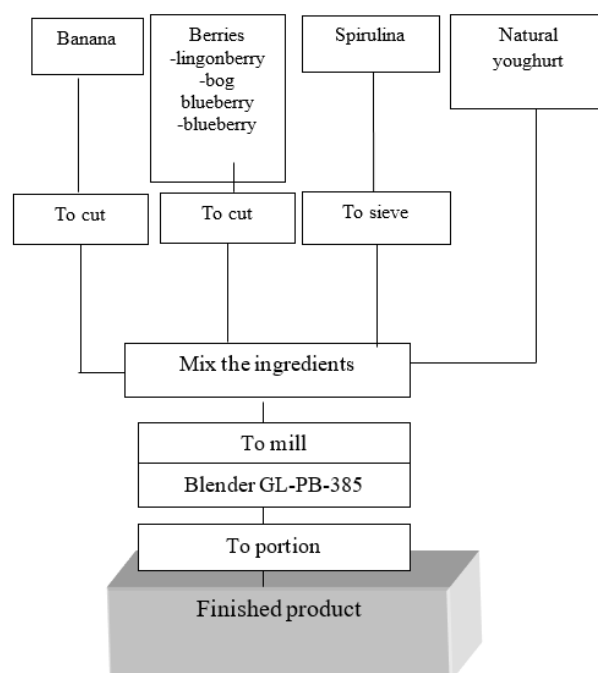 Banana
Berries
-lingonberry
-bog
blueberry
-blueberry
Spirulina
Natural
youghurt
To cut
To cut
To sieve
Mix the ingredients
To mill
Blender GL-PB-385
To portion
Finished product